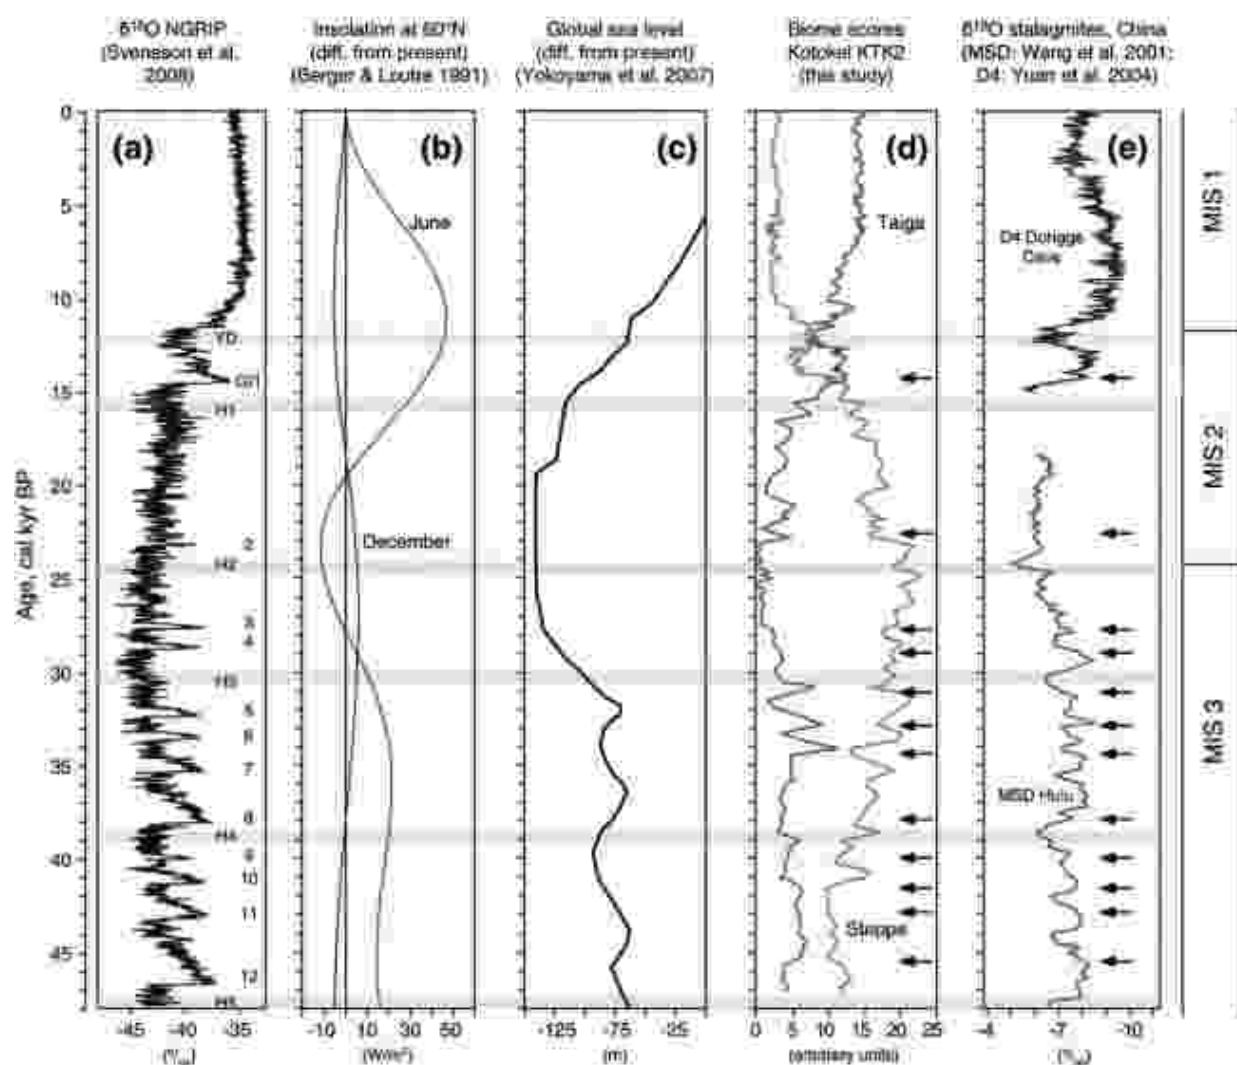 δ¹⁸O NGRIP
(Svensson et al.
2008)
Insolation at 60°N
(diff. from present)
(Berger & Loutre 1991)
Global sea level
(diff. from present)
(Yokoyama et al. 2007)
Biome scores
Kotokel KTK2
(this study)
δ¹⁸O stalagmites, China
(MSD: Wang et al. 2001;
D4: Yuan et al. 2004)
(a)
(b)
(c)
(d)
(e)
Age, cal. kyr BP
0
5
10
15
20
25
30
35
40
45
YD
H1
2
H2
3
4
H3
5
6
7
8
H4
9
10
11
12
H5
June
December
Taiga
Steppe
D4 Dongge
Cave
MSD Hulu
MIS 1
MIS 2
MIS 3
-45 -40 -35
-10 10 30 50
(W/m²)
-125 -75 -25
(m)
0 5 10 15 20 25
(arbitrary units)
-4 -7 -10